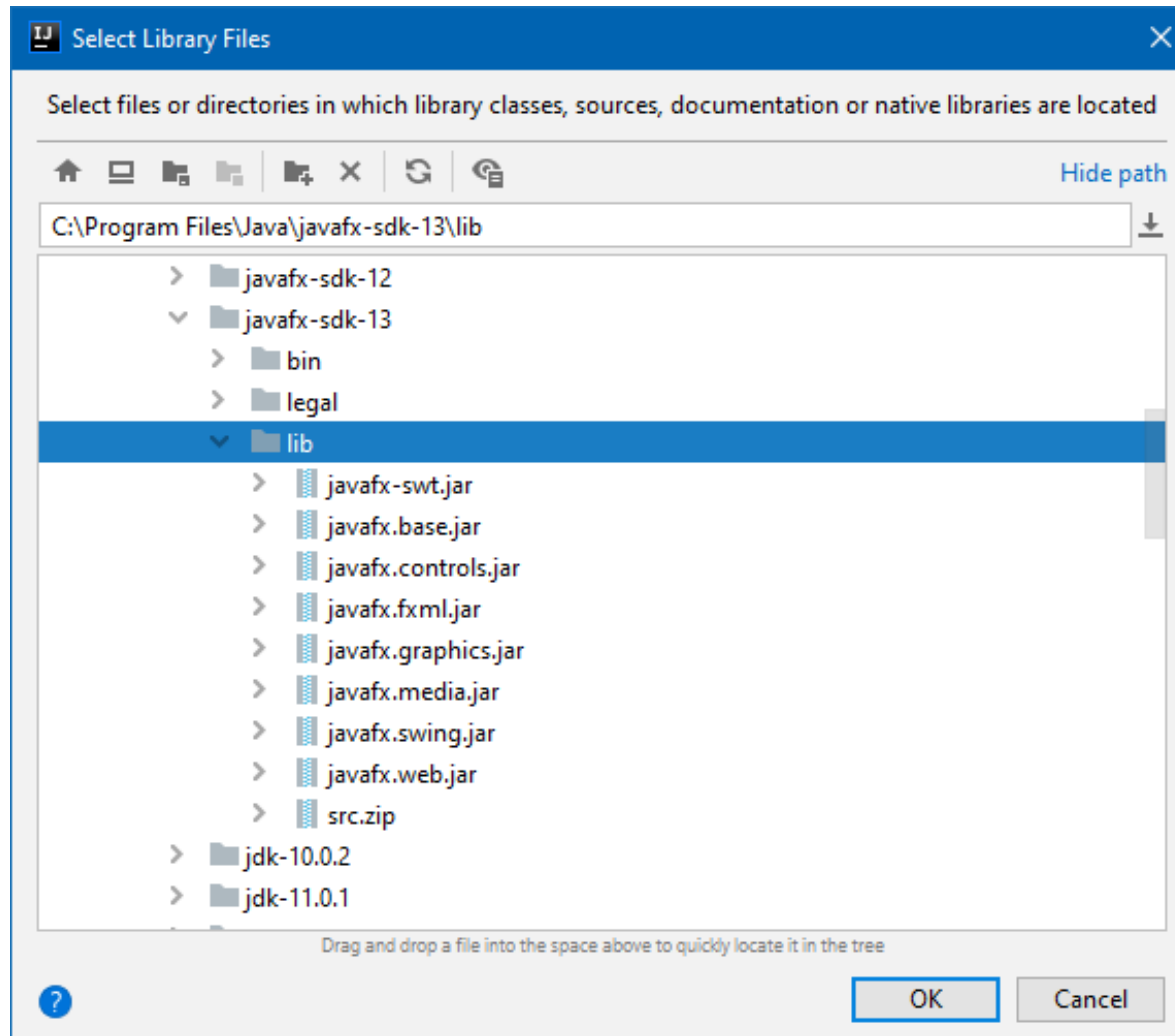 IJ Select Library Files
Select files or directories in which library classes, sources, documentation or native libraries are located
Hide path
C:\Program Files\Java\javafx-sdk-13\lib
javafx-sdk-12
javafx-sdk-13
bin
legal
lib
javafx-swt.jar
javafx.base.jar
javafx.controls.jar
javafx.fxml.jar
javafx.graphics.jar
javafx.media.jar
javafx.swing.jar
javafx.web.jar
src.zip
jdk-10.0.2
jdk-11.0.1
Drag and drop a file into the space above to quickly locate it in the tree
? OK Cancel